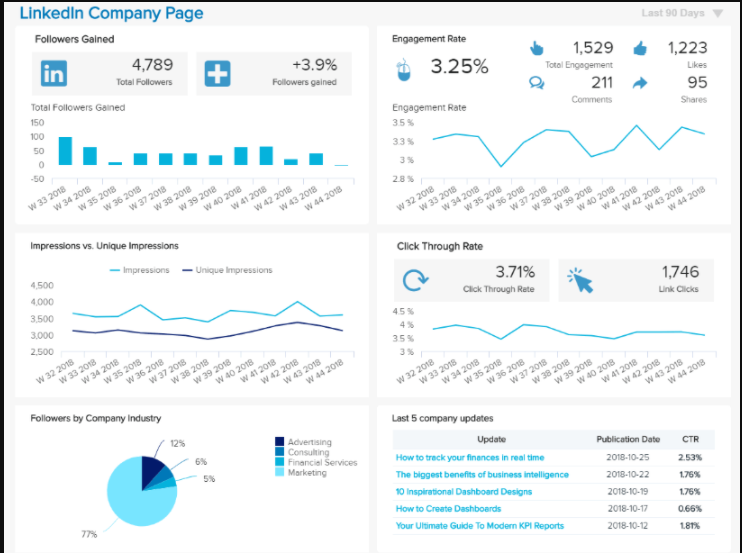 LinkedIn Company Page
Last 90 Days
Followers Gained
in
4,789
Total Followers
+3.9%
Followers gained
Total Followers Gained
150
100
50
0
-50
W 33 2018
W 34 2018
W 35 2018
W 36 2018
W 37 2018
W 38 2018
W 39 2018
W 40 2018
W 41 2018
W 42 2018
W 43 2018
W 44 2018
Engagement Rate
3.25%
1,529
Total Engagement
1,223
Likes
211
Comments
95
Shares
Engagement Rate
3.5 %
3.3 %
3 %
2.8 %
W 32 2018
W 33 2018
W 34 2018
W 35 2018
W 36 2018
W 37 2018
W 38 2018
W 39 2018
W 40 2018
W 41 2018
W 42 2018
W 43 2018
W 44 2018
Impressions vs. Unique Impressions
Impressions
Unique Impressions
4,500
4,000
3,500
3,000
2,500
W 32 2018
W 33 2018
W 34 2018
W 35 2018
W 36 2018
W 37 2018
W 38 2018
W 39 2018
W 40 2018
W 41 2018
W 42 2018
W 43 2018
W 44 2018
Click Through Rate
3.71%
Click Through Rate
1,746
Link Clicks
4.5 %
4 %
3.5 %
3 %
W 32 2018
W 33 2018
W 34 2018
W 35 2018
W 36 2018
W 37 2018
W 38 2018
W 39 2018
W 40 2018
W 41 2018
W 42 2018
W 43 2018
W 44 2018
Followers by Company Industry
12%
6%
5%
77%
Advertising
Consulting
Financial Services
Marketing
Last 5 company updates
Update Publication Date CTR
How to track your finances in real time 2018-10-25 2.53%
The biggest benefits of business intelligence 2018-10-22 1.76%
10 Inspirational Dashboard Designs 2018-10-19 1.76%
How to Create Dashboards 2018-10-17 0.66%
Your Ultimate Guide To Modern KPI Reports 2018-10-12 1.81%